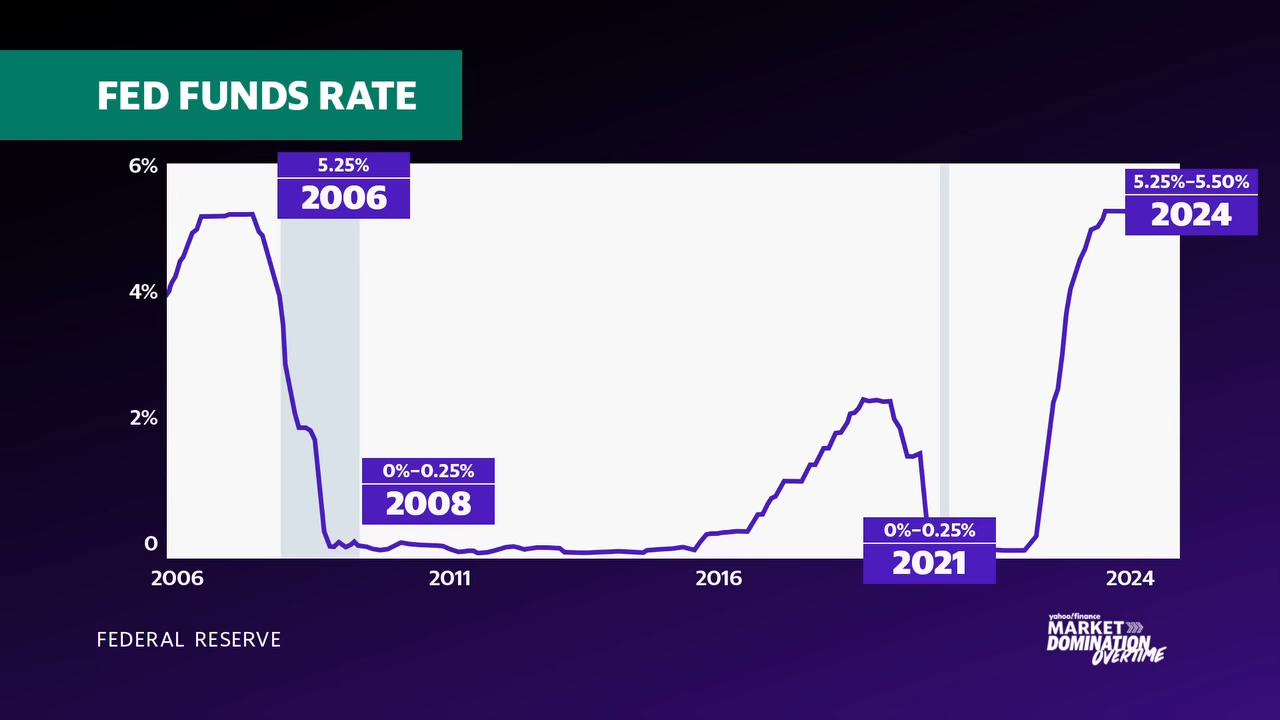 FED FUNDS RATE
6%
4%
2%
0
5.25%
2006
0%–0.25%
2008
0%–0.25%
2021
5.25%–5.50%
2024
2006
2011
2016
2024
FEDERAL RESERVE
yahoo!finance
MARKET
DOMINATION
OVERTIME